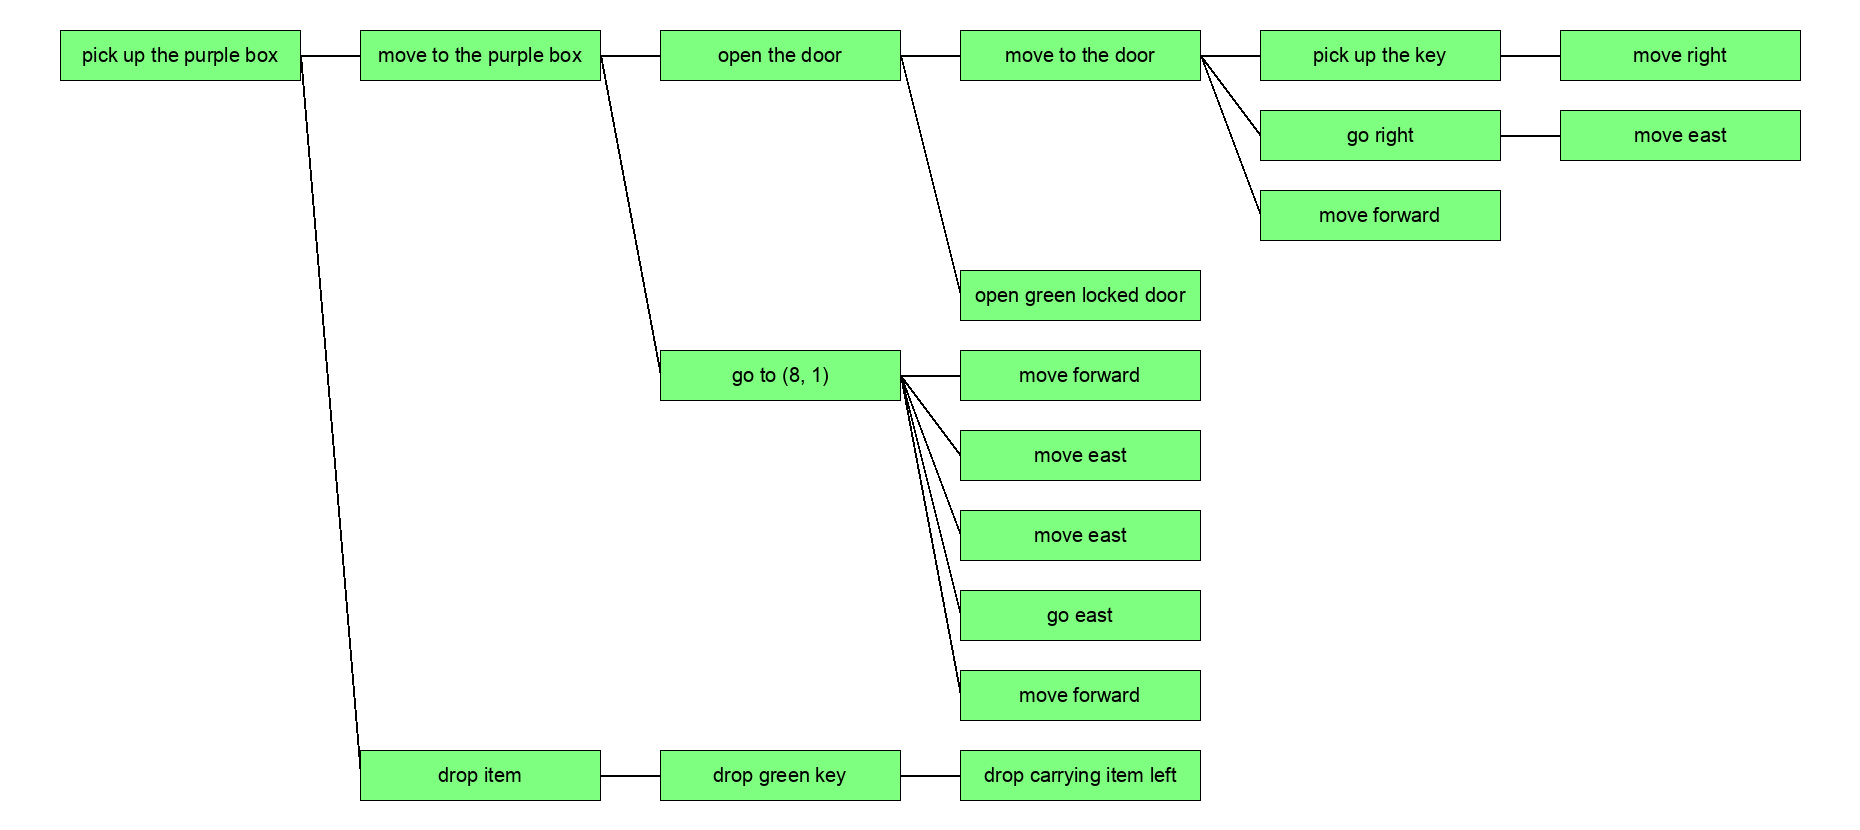 pick up the purple box
move to the purple box
open the door
move to the door
pick up the key
move right
go right
move east
move forward
open green locked door
go to (8, 1)
move forward
move east
move east
go east
move forward
drop item
drop green key
drop carrying item left